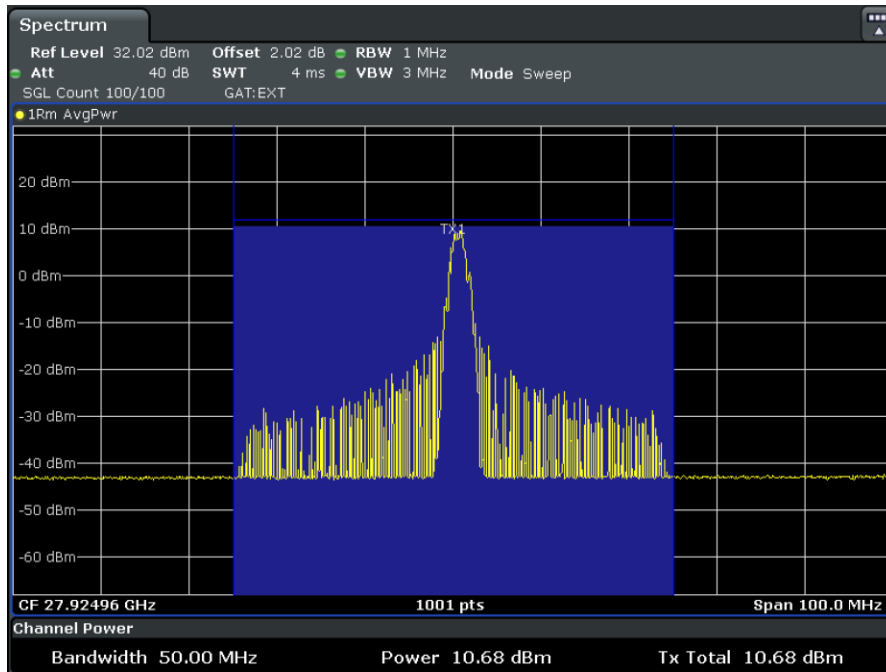 Spectrum
Ref Level 32.02 dBm Offset 2.02 dB RBW 1 MHz
Att 40 dB SWT 4 ms VBW 3 MHz Mode Sweep
SGL Count 100/100 GAT:EXT
1Rm AvgPwr
20 dBm
10 dBm
TX1
0 dBm
-10 dBm
-20 dBm
-30 dBm
-40 dBm
-50 dBm
-60 dBm
CF 27.92496 GHz 1001 pts Span 100.0 MHz
Channel Power
Bandwidth 50.00 MHz Power 10.68 dBm Tx Total 10.68 dBm